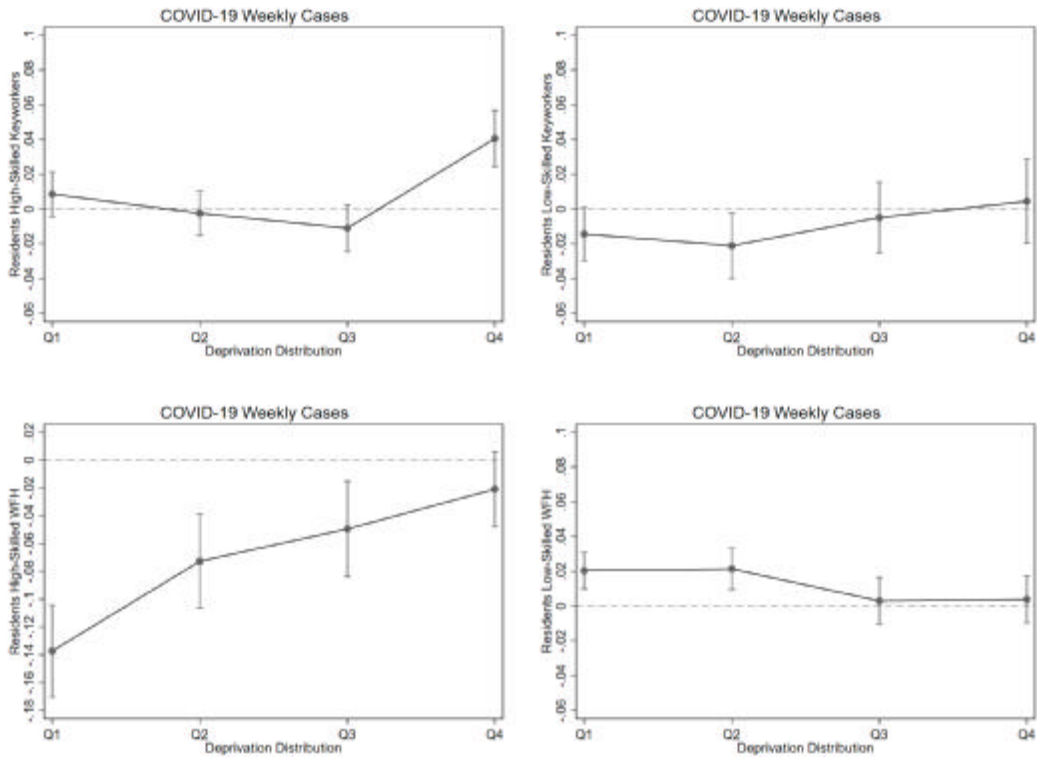 COVID-19 Weekly Cases
Residents High-Skilled Keyworkers
.1
.08
.06
.04
.02
0
-.02
-.04
-.06
Q1 Q2 Q3 Q4
Deprivation Distribution
COVID-19 Weekly Cases
Residents Low-Skilled Keyworkers
.1
.08
.06
.04
.02
0
-.02
-.04
-.06
Q1 Q2 Q3 Q4
Deprivation Distribution
COVID-19 Weekly Cases
Residents High-Skilled WFH
.02
0
-.02
-.04
-.06
-.08
-.1
-.12
-.14
-.16
-.18
Q1 Q2 Q3 Q4
Deprivation Distribution
COVID-19 Weekly Cases
Residents Low-Skilled WFH
.1
.08
.06
.04
.02
0
-.02
-.04
-.06
Q1 Q2 Q3 Q4
Deprivation Distribution